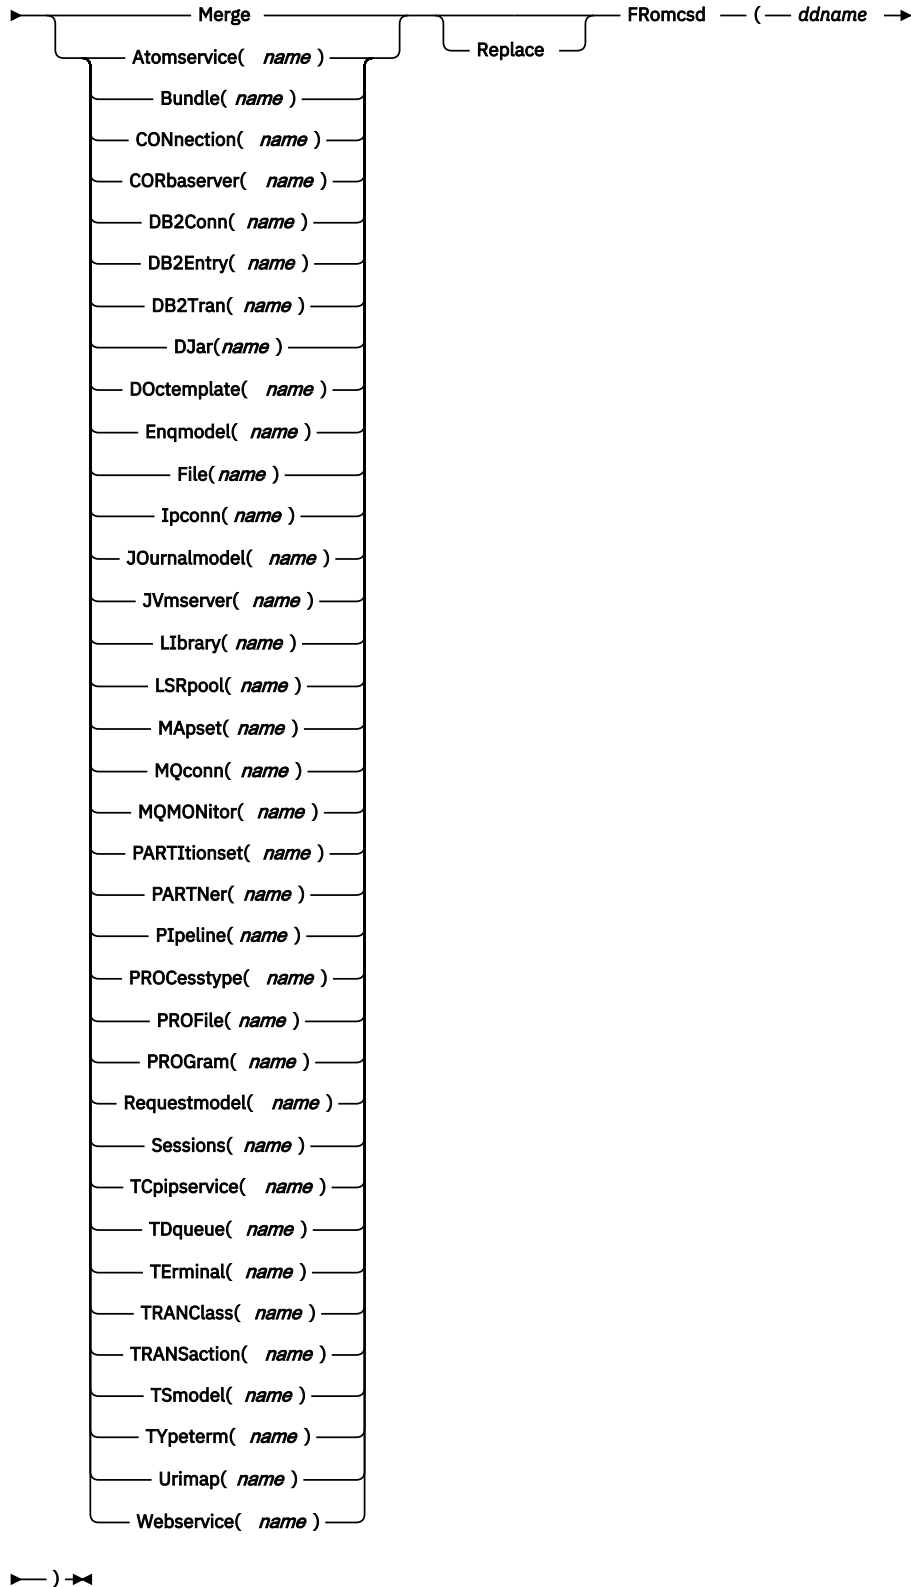 Merge FRomcsd ( ddname
Replace
Atomservice( name )
Bundle( name )
CONnection( name )
CORbaserver( name )
DB2Conn( name )
DB2Entry( name )
DB2Tran( name )
DJar(name )
DOctemplate( name )
Enqmodel( name )
File( name )
Ipconn( name )
JOurnalmodel( name )
JVmserver( name )
LIbrary( name )
LSRpool( name )
MApset( name )
MQconn( name )
MQMONitor( name )
PARTItionset( name )
PARTNer( name )
PIpeline( name )
PROCesstype( name )
PROFile( name )
PROGram( name )
Requestmodel( name )
Sessions( name )
TCpipservice( name )
TDqueue( name )
TErminal( name )
TRANClass( name )
TRANSaction( name )
TSmodel( name )
TYpeterm( name )
Urimap( name )
Webservice( name )
)